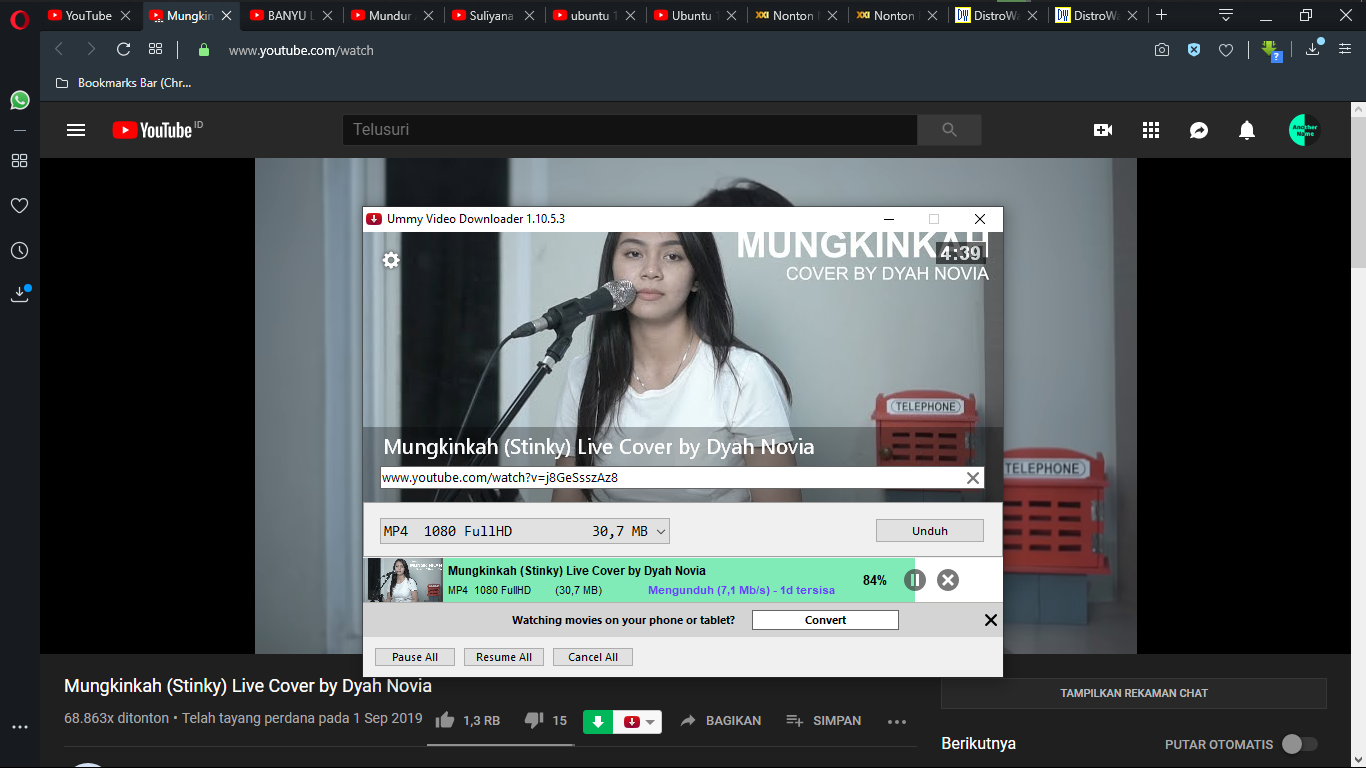 YouTube
Mungkin
BANYU L
Mundur
Suliyana
ubuntu 1
Ubuntu 1
Nonton
Nonton
DW DistroWa
DW DistroWa
www.youtube.com/watch
?
Bookmarks Bar (Chr...
YouTube ID
Telusuri
Another
Name
Ummy Video Downloader 1.10.5.3
MUNGKINKAH
4:39
COVER BY DYAH NOVIA
TELEPHONE
TELEPHONE
Mungkinkah (Stinky) Live Cover by Dyah Novia
www.youtube.com/watch?v=j8GeSsszAz8
MP4 1080 FullHD 30,7 MB
Unduh
Mungkinkah (Stinky) Live Cover by Dyah Novia
MP4 1080 FullHD (30,7 MB) Mengunduh (7,1 Mb/s) - 1d tersisa
84%
Watching movies on your phone or tablet?
Convert
Pause All
Resume All
Cancel All
Mungkinkah (Stinky) Live Cover by Dyah Novia
68.863x ditonton • Telah tayang perdana pada 1 Sep 2019
1,3 RB
15
BAGIKAN
SIMPAN
TAMPILKAN REKAMAN CHAT
Berikutnya
PUTAR OTOMATIS